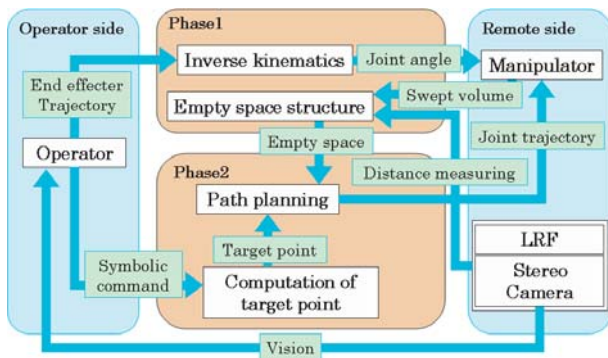 Operator side
Phase1
Remote side
Inverse kinematics
Joint angle
Manipulator
End effecter
Trajectory
Swept volume
Empty space structure
Operator
Empty space
Joint trajectory
Phase2
Distance measuring
Path planning
Target point
LRF
Symbolic
command
Computation of
target point
Stereo
Camera
Vision